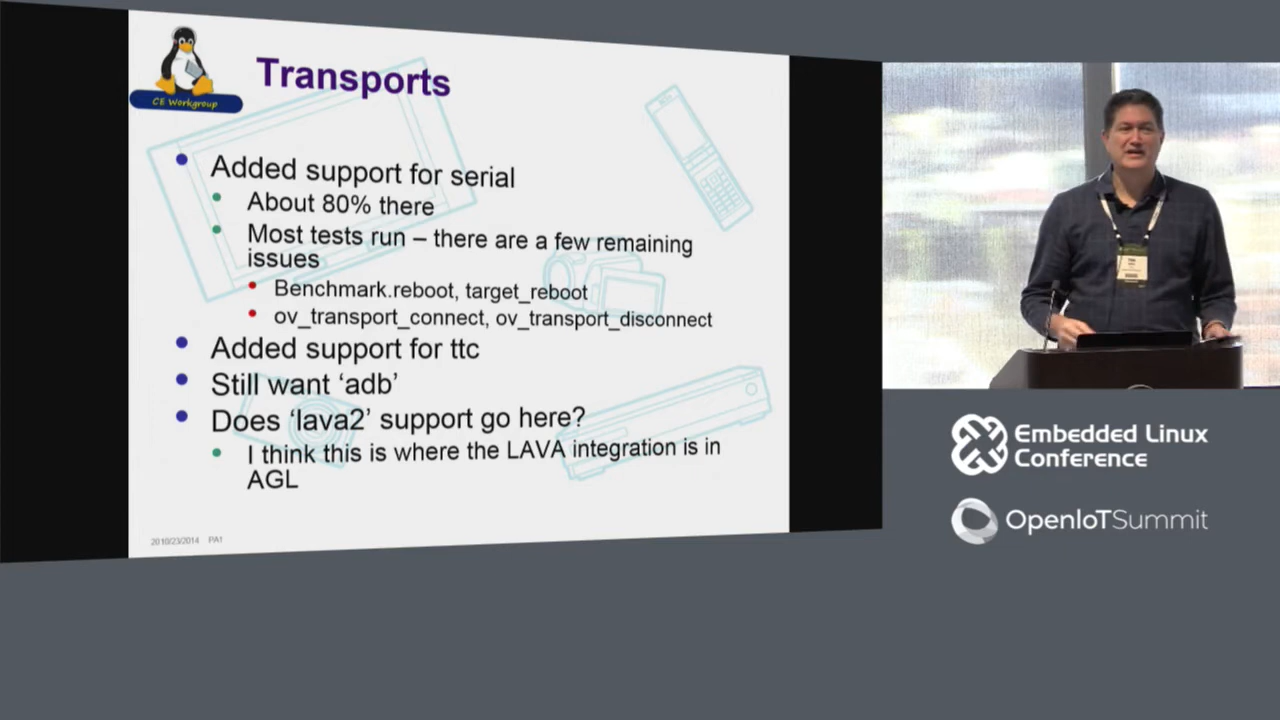 CE Workgroup
Transports
Added support for serial
About 80% there
Most tests run – there are a few remaining
issues
Benchmark.reboot, target_reboot
ov_transport_connect, ov_transport_disconnect
Added support for ttc
Still want ‘adb’
Does ‘lava2’ support go here?
I think this is where the LAVA integration is in
AGL
PA1
Embedded Linux
Conference
OpenIoTSummit